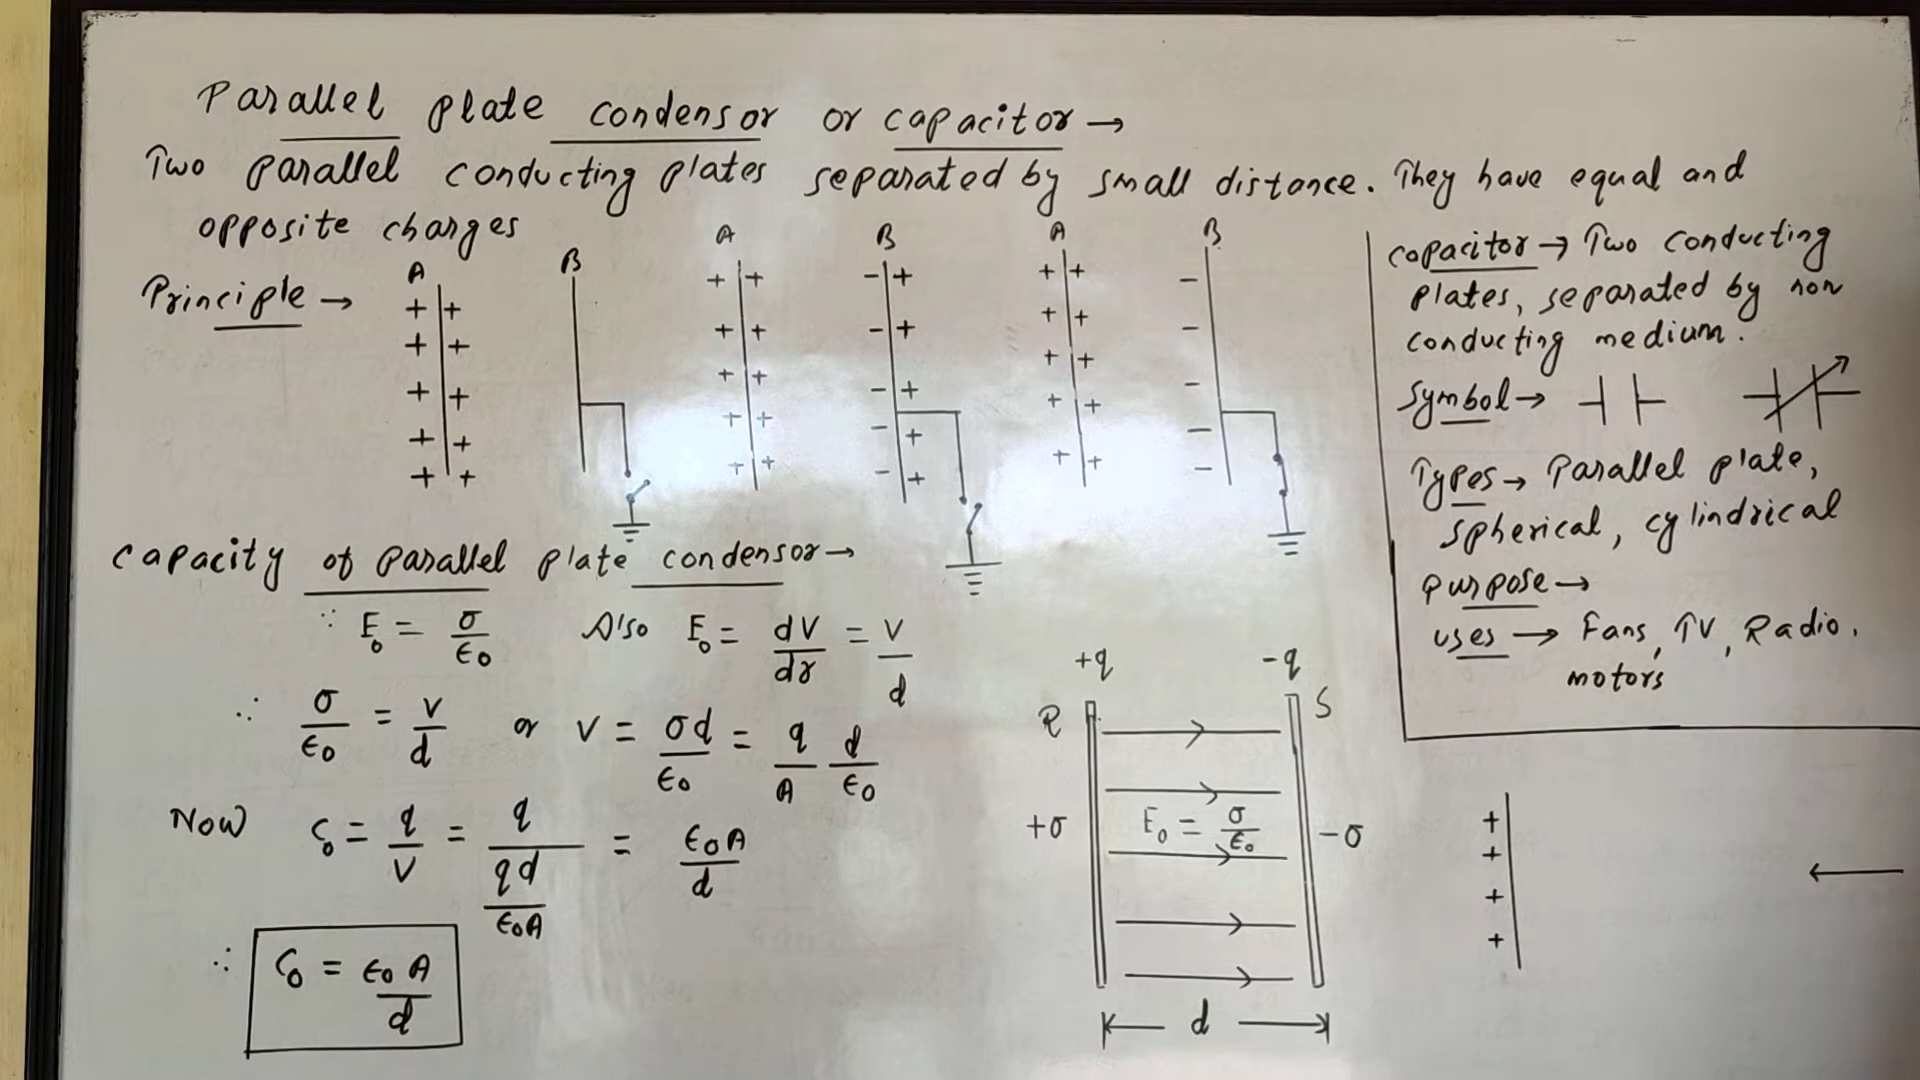 Parallel plate condensor or capacitor →
Two parallel conducting plates separated by small distance. They have equal and
opposite charges
Principle →
A B A B A B
+ + + + - + + + -
+ + + + - + + + -
+ + + + - + + + -
+ + + + - + + + -
+ + + + - + + + -
Capacity of parallel plate condensor →
∵ E₀ = σ/ϵ₀ Also E₀ = dV/dr = V/d
∴ σ/ϵ₀ = V/d or V = σd/ϵ₀ = q/A d/ϵ₀
Now C₀ = q/V = q/(qd/ϵ₀A) = ϵ₀A/d
∴ C₀ = ϵ₀A/d
capacitor → Two conducting
plates, separated by non
conducting medium.
Symbol →
Types → Parallel plate,
spherical, cylindrical
purpose →
uses → Fans, TV, Radio.
motors
+q -q
R S
+σ E₀ = σ/ϵ₀ -σ
d
+
+
+
+